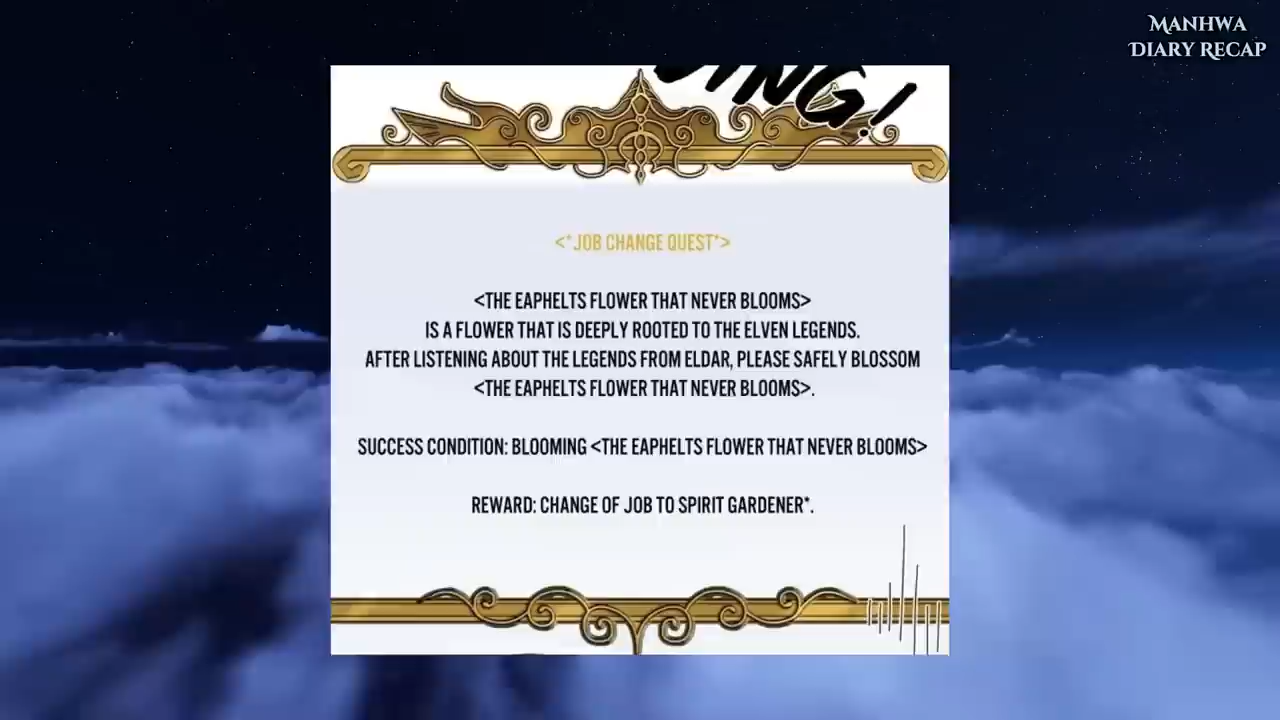 MANHWA
DIARY RECAP
DING!
<*JOB CHANGE QUEST*>
<THE EAPHELTS FLOWER THAT NEVER BLOOMS>
IS A FLOWER THAT IS DEEPLY ROOTED TO THE ELVEN LEGENDS.
AFTER LISTENING ABOUT THE LEGENDS FROM ELDAR, PLEASE SAFELY BLOSSOM
<THE EAPHELTS FLOWER THAT NEVER BLOOMS>.
SUCCESS CONDITION: BLOOMING <THE EAPHELTS FLOWER THAT NEVER BLOOMS>
REWARD: CHANGE OF JOB TO SPIRIT GARDENER*.